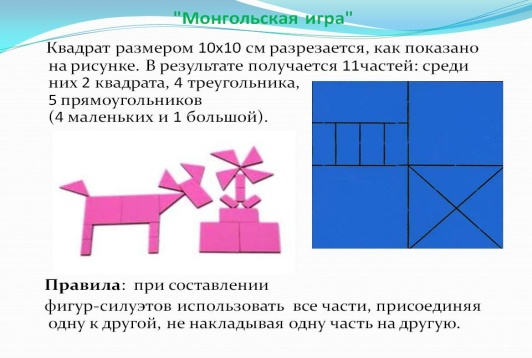 "Монгольская игра"
Квадрат размером 10х10 см разрезается, как показано
на рисунке. В результате получается 11частей: среди
них 2 квадрата, 4 треугольника,
5 прямоугольников
(4 маленьких и 1 большой).
Правила: при составлении
фигур-силуэтов использовать все части, присоединяя
одну к другой, не накладывая одну часть на другую.